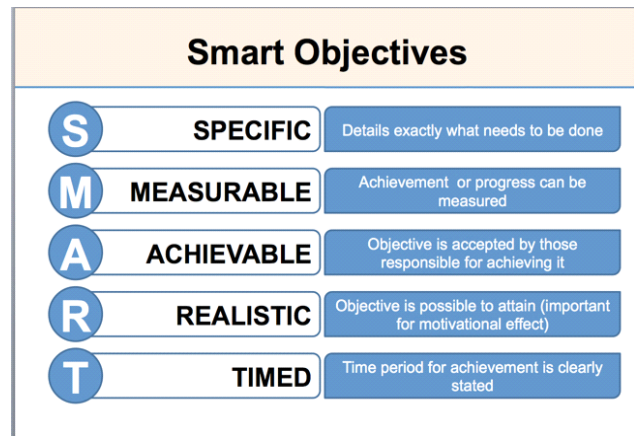 Smart Objectives
S
SPECIFIC
Details exactly what needs to be done
M
MEASURABLE
Achievement or progress can be
measured
A
ACHIEVABLE
Objective is accepted by those
responsible for achieving it
R
REALISTIC
Objective is possible to attain (important
for motivational effect)
T
TIMED
Time period for achievement is clearly
stated